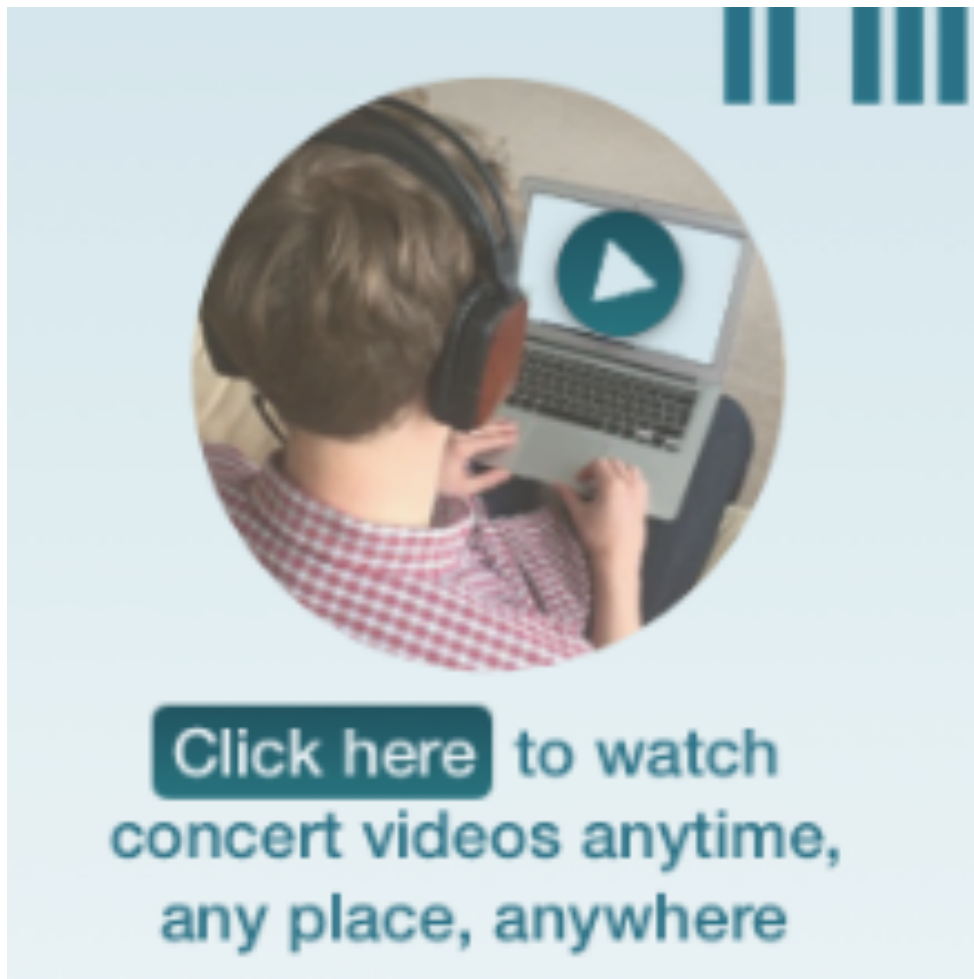 Click here to watch
concert videos anytime,
any place, anywhere